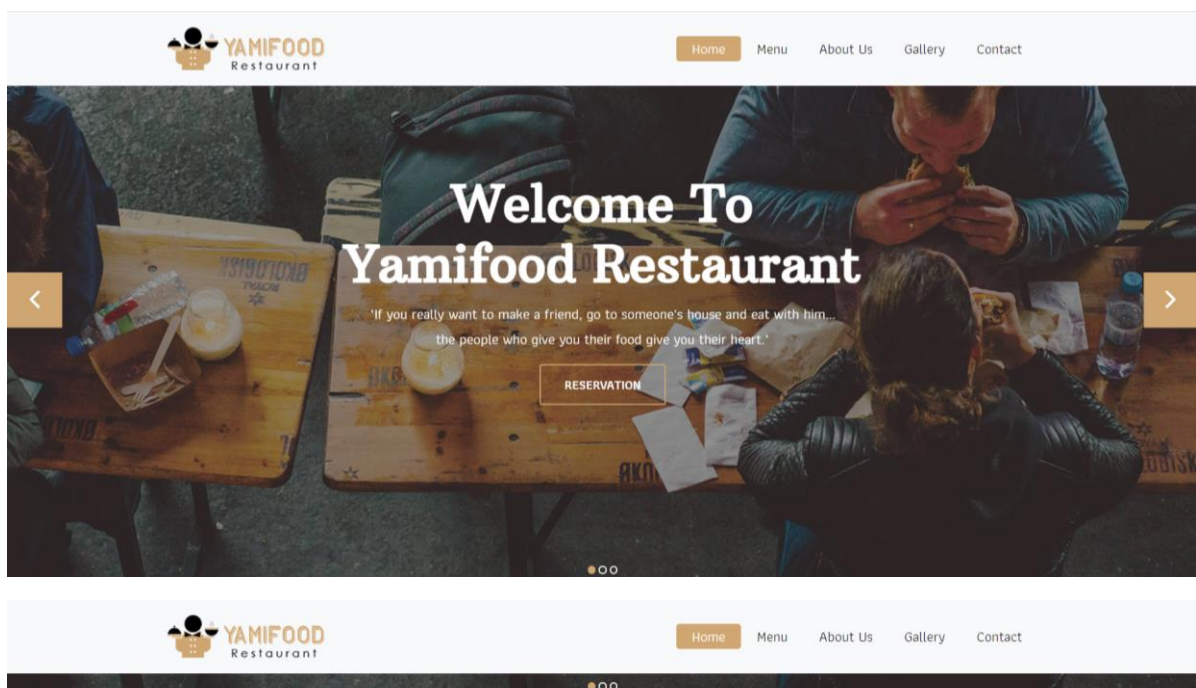 YAMIFOOD
Restaurant
Home Menu About Us Gallery Contact
Welcome To
Yamifood Restaurant
'If you really want to make a friend, go to someone's house and eat with him...
the people who give you their food give you their heart.'
RESERVATION
ØKOLOGISK
ROYAL
YAMIFOOD
Restaurant
Home Menu About Us Gallery Contact